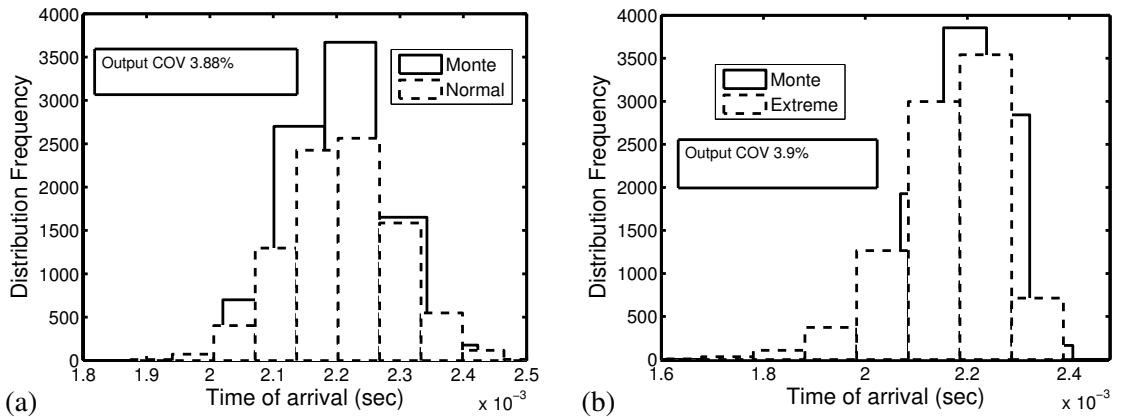 4000
3500
3000
2500
2000
1500
1000
500
0
Distribution Frequency
Output COV 3.88%
Monte
Normal
1.8 1.9 2 2.1 2.2 2.3 2.4 2.5
Time of arrival (sec)
x 10⁻³
(a)
4000
3500
3000
2500
2000
1500
1000
500
0
Distribution Frequency
Monte
Extreme
Output COV 3.9%
1.6 1.8 2 2.2 2.4
Time of arrival (sec)
x 10⁻³
(b)